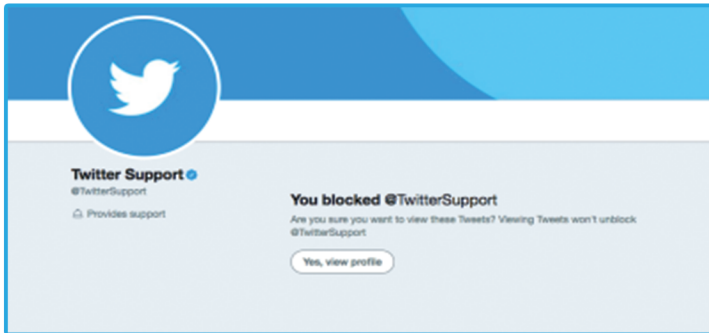 Twitter Support
@TwitterSupport
Provides support
You blocked @TwitterSupport
Are you sure you want to view these Tweets? Viewing Tweets won't unblock
@TwitterSupport
Yes, view profile